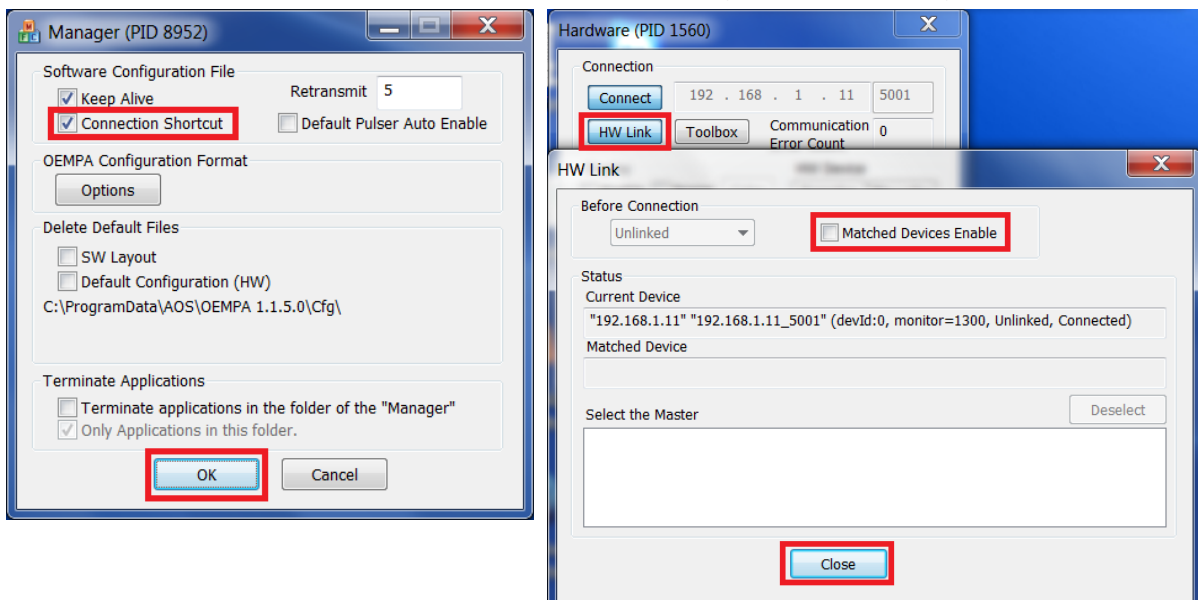 Manager (PID 8952)
Software Configuration File
Keep Alive
Retransmit 5
Connection Shortcut
Default Pulser Auto Enable
OEMPA Configuration Format
Options
Delete Default Files
SW Layout
Default Configuration (HW)
C:\ProgramData\AOS\OEMPA 1.1.5.0\Cfg\
Terminate Applications
Terminate applications in the folder of the "Manager"
Only Applications in this folder.
OK Cancel
Hardware (PID 1560)
Connection
Connect 192 . 168 . 1 . 11 5001
HW Link Toolbox Communication Error Count 0
HW Link
Before Connection
Unlinked
Matched Devices Enable
Status
Current Device
"192.168.1.11" "192.168.1.11_5001" (devId:0, monitor=1300, Unlinked, Connected)
Matched Device
Select the Master
Deselect
Close